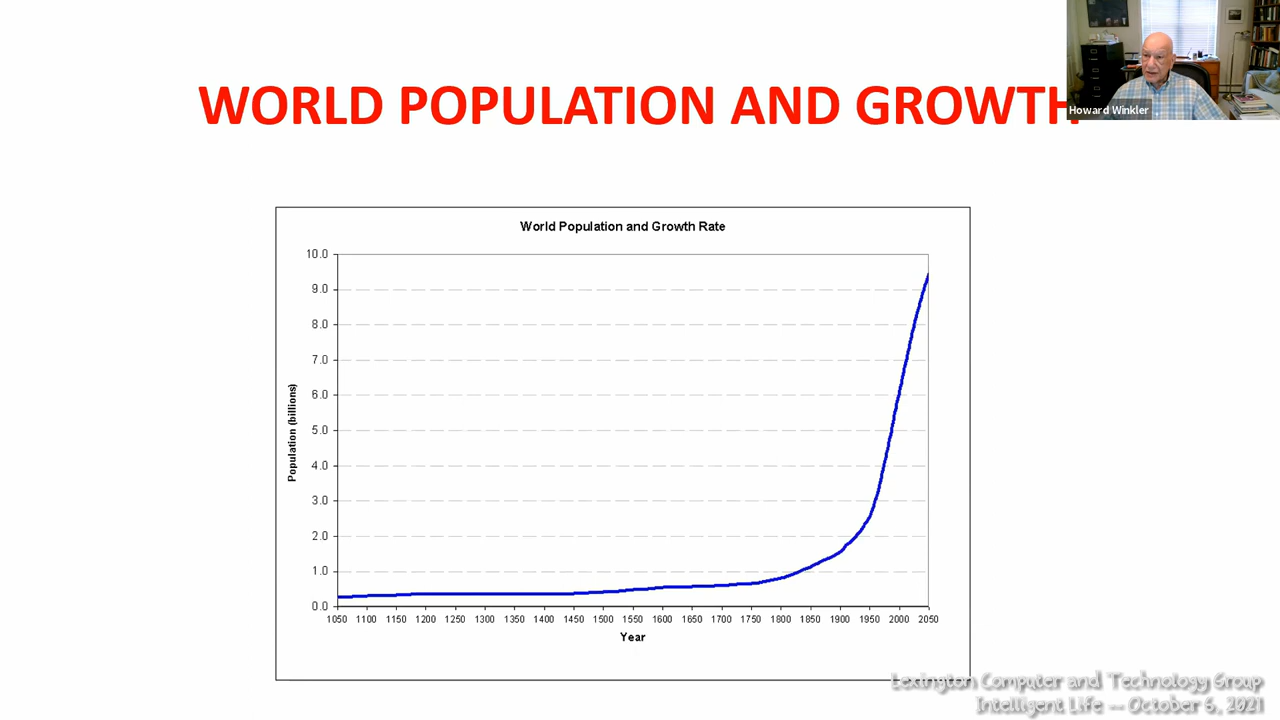 WORLD POPULATION AND GROWTH
Howard Winkler
World Population and Growth Rate
10.0
9.0
8.0
7.0
6.0
5.0
4.0
3.0
2.0
1.0
0.0
Population (billions)
1050 1100 1150 1200 1250 1300 1350 1400 1450 1500 1550 1600 1650 1700 1750 1800 1850 1900 1950 2000 2050
Year
Lexington Computer and Technology Group
Intelligent Life -- October 6, 2021